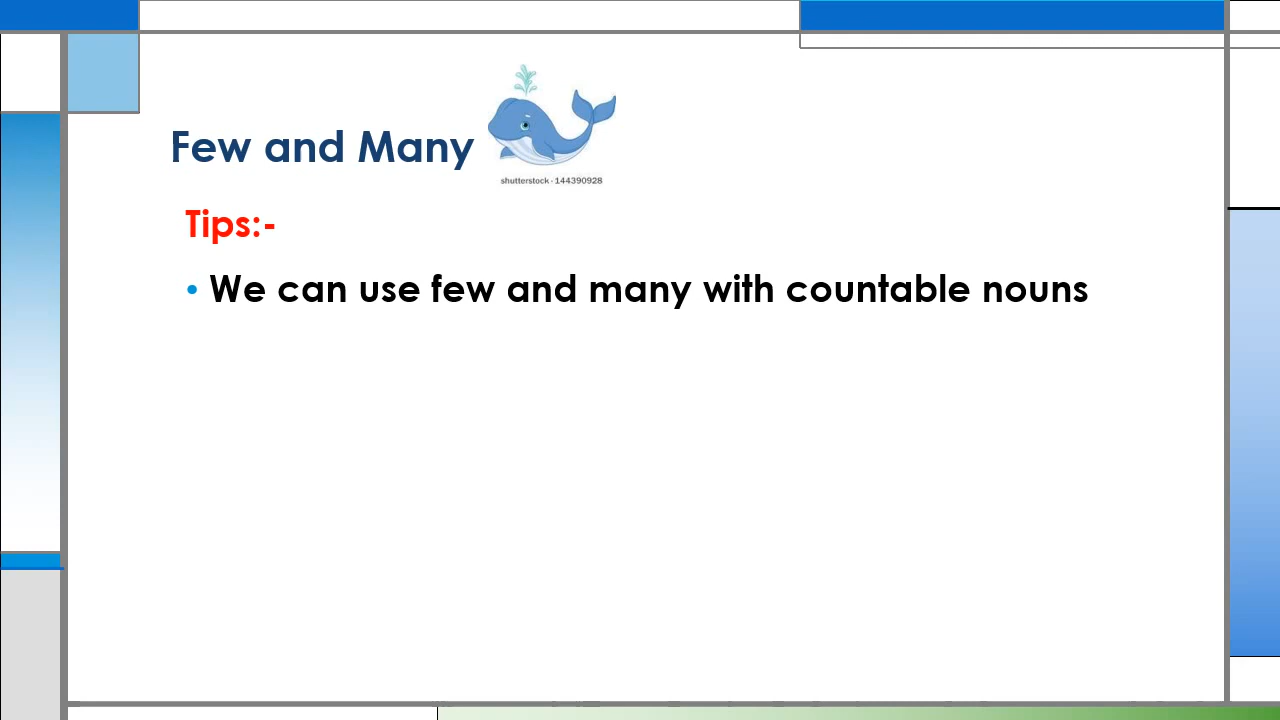 Few and Many
shutterstock · 144390928
Tips:-
• We can use few and many with countable nouns